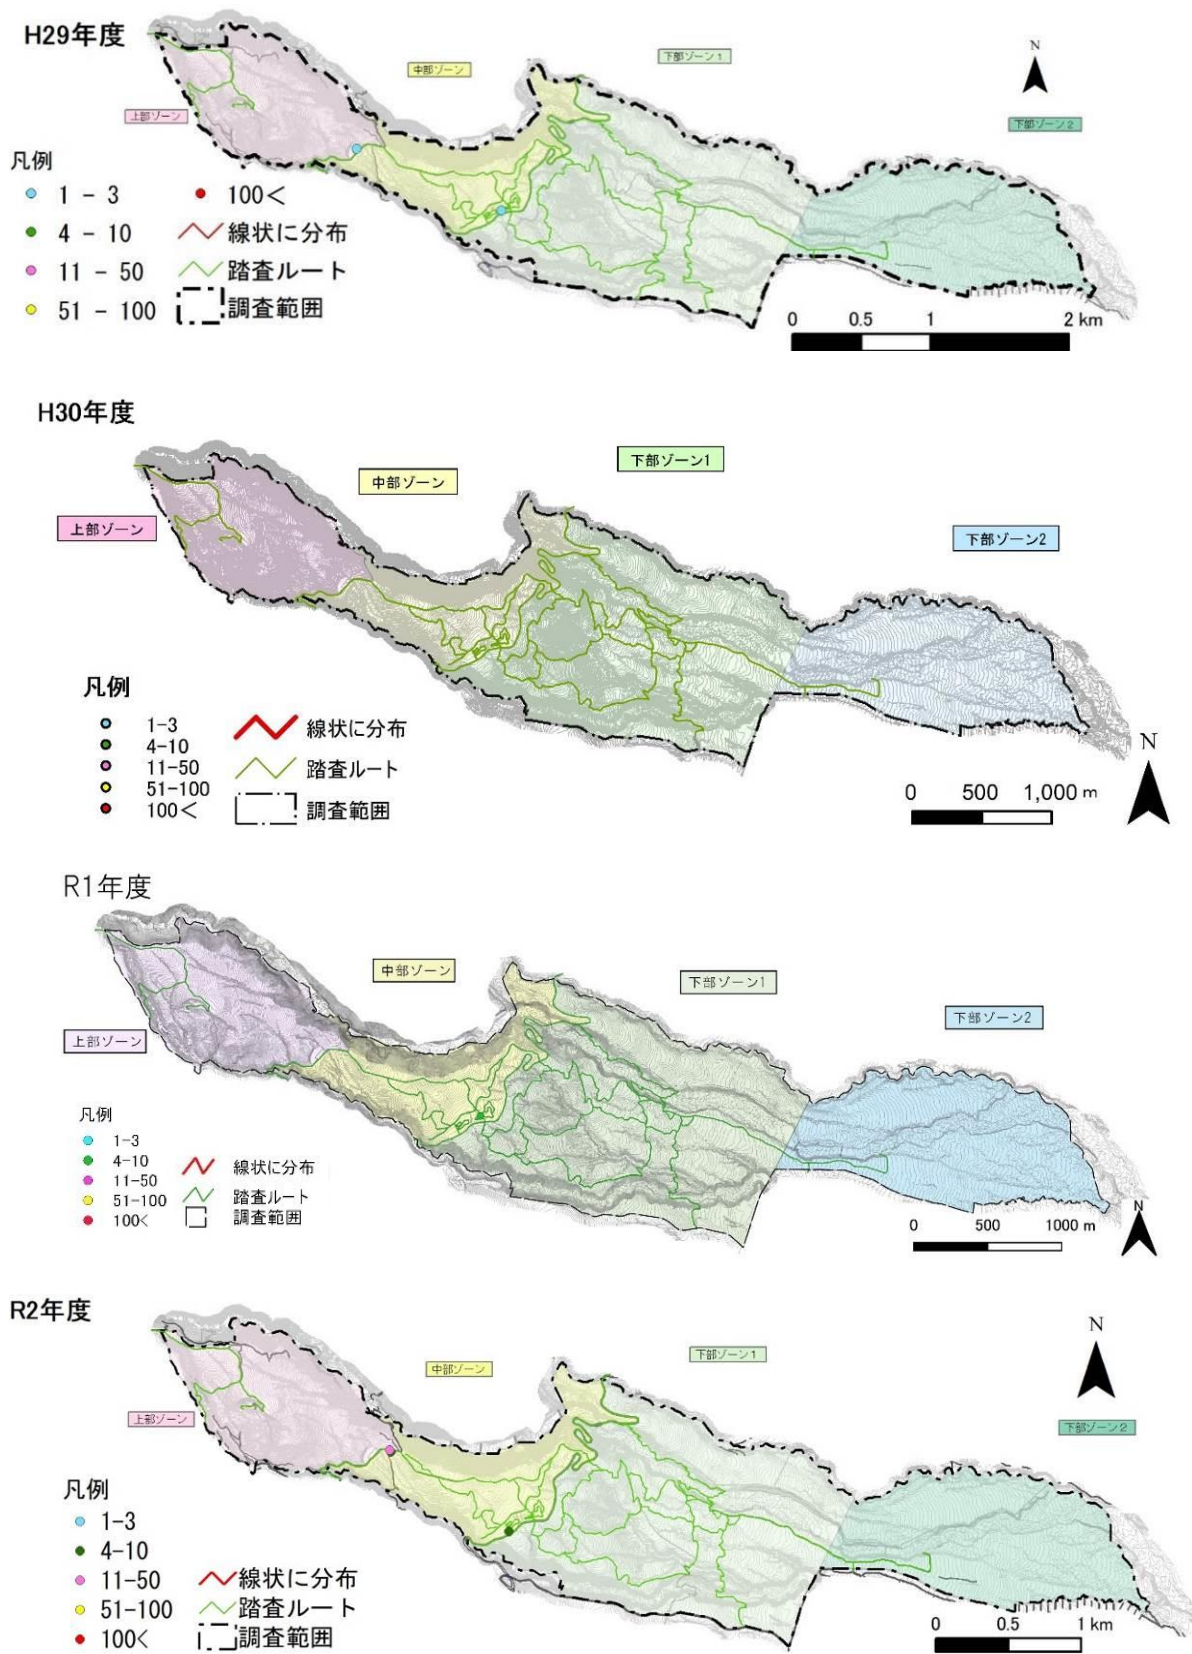 H29年度
中部ゾーン
下部ゾーン1
N
上部ゾーン
下部ゾーン2
凡例
1 - 3
100<
4 - 10
線状に分布
11 - 50
踏査ルート
51 - 100
調査範囲
0 0.5 1 2 km
H30年度
下部ゾーン1
中部ゾーン
上部ゾーン
下部ゾーン2
凡例
1-3
線状に分布
4-10
11-50
踏査ルート
51-100
100<
調査範囲
N
0 500 1,000 m
R1年度
中部ゾーン
下部ゾーン1
上部ゾーン
下部ゾーン2
凡例
1-3
4-10
線状に分布
11-50
踏査ルート
51-100
調査範囲
100<
N
0 500 1000 m
R2年度
N
中部ゾーン
下部ゾーン1
上部ゾーン
下部ゾーン2
凡例
1-3
4-10
11-50
線状に分布
51-100
踏査ルート
100<
調査範囲
0 0.5 1 km